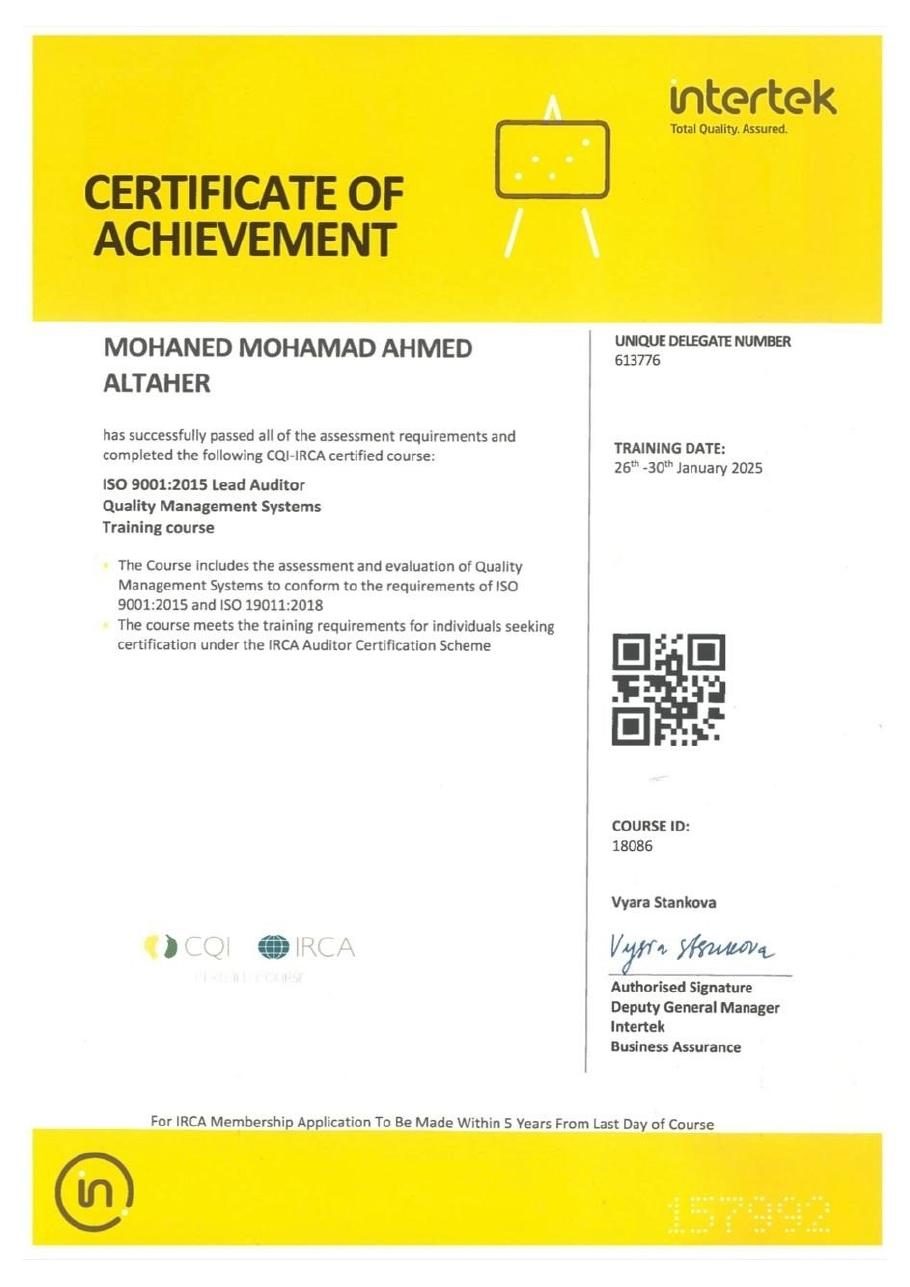 intertek
Total Quality. Assured.
CERTIFICATE OF
ACHIEVEMENT
MOHANED MOHAMAD AHMED
ALTAHER
has successfully passed all of the assessment requirements and
completed the following CQI-IRCA certified course:
ISO 9001:2015 Lead Auditor
Quality Management Systems
Training course
The Course includes the assessment and evaluation of Quality
Management Systems to conform to the requirements of ISO
9001:2015 and ISO 19011:2018
The course meets the training requirements for individuals seeking
certification under the IRCA Auditor Certification Scheme
CQI IRCA
CERTIFIED COURSE
UNIQUE DELEGATE NUMBER
613776
TRAINING DATE:
26th -30th January 2025
COURSE ID:
18086
Vyara Stankova
Vyara Stankova
Authorised Signature
Deputy General Manager
Intertek
Business Assurance
For IRCA Membership Application To Be Made Within 5 Years From Last Day of Course
in
157992